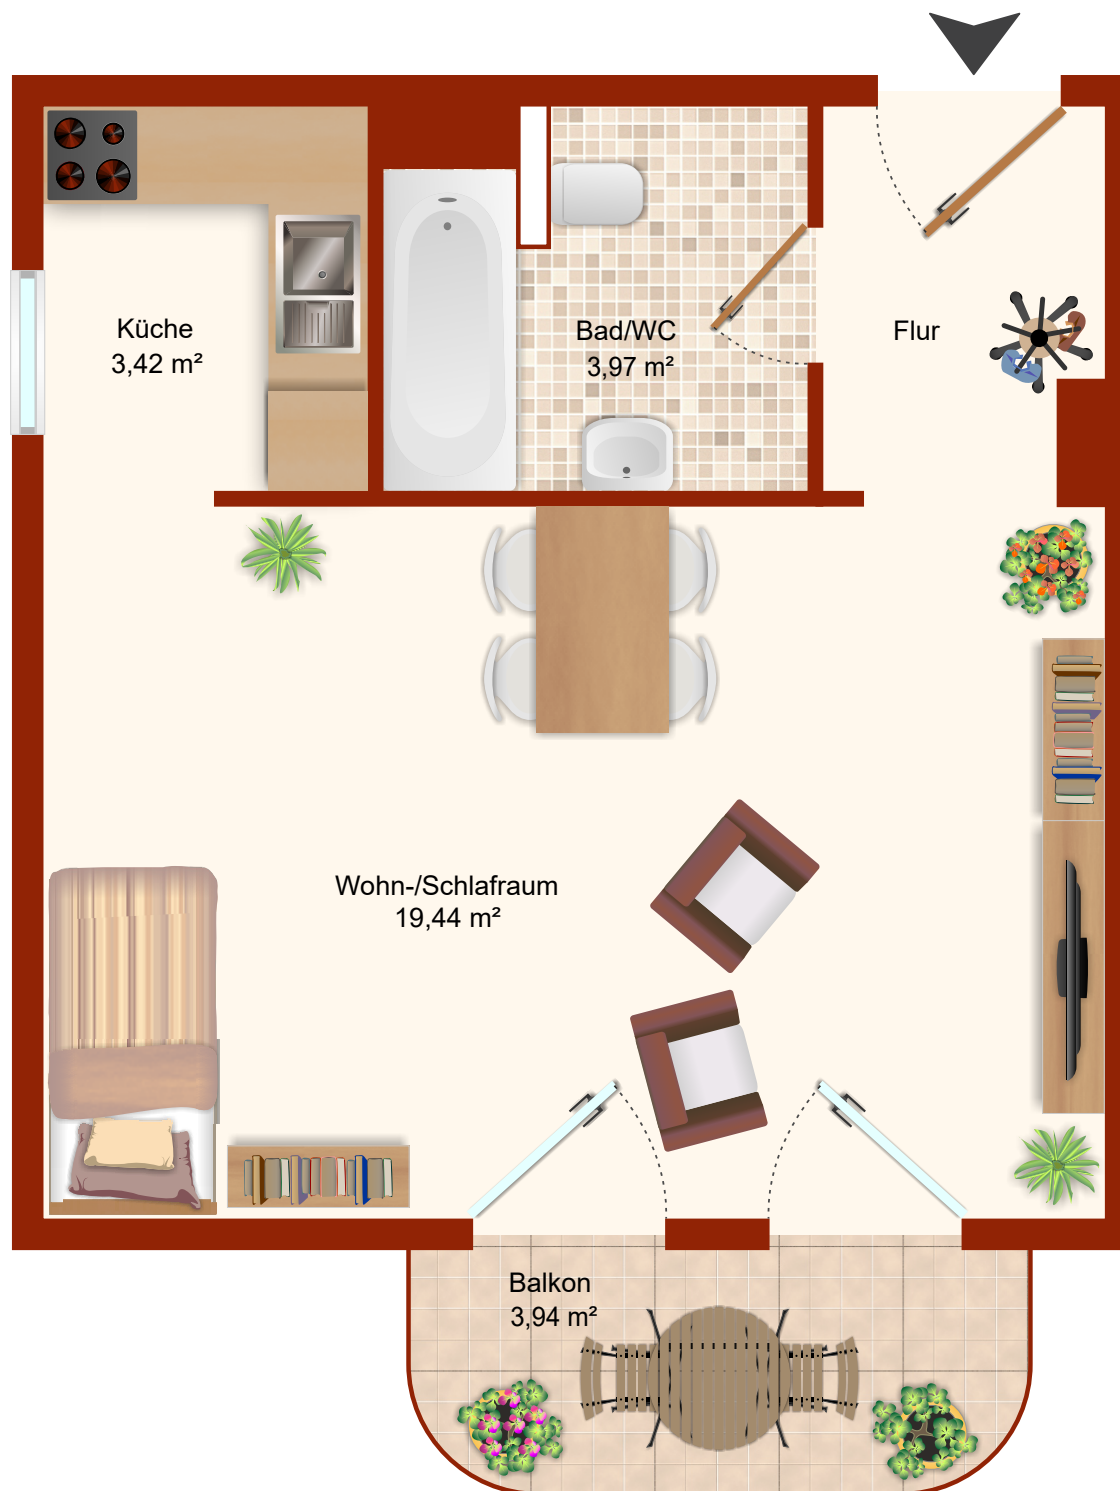 Küche
3,42 m²
Bad/WC
3,97 m²
Flur
Wohn-/Schlafraum
19,44 m²
Balkon
3,94 m²